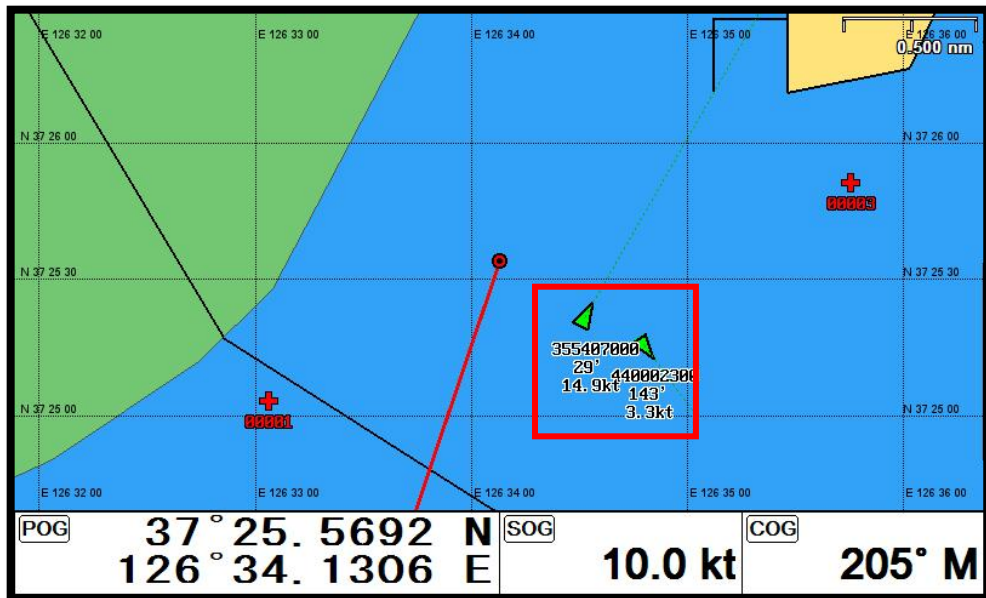 E 126 32 00
E 126 33 00
E 126 34 00
E 126 35 00
E 126 36 00
0.500 nm
N 37 26 00
N 37 26 00
00003
N 37 25 30
N 37 25 30
355407000
29'
14.9kt
440002300
143'
3.3kt
N 37 25 00
N 37 25 00
00001
E 126 32 00
E 126 33 00
E 126 34 00
E 126 35 00
E 126 36 00
POG
37°25.5692 N
126°34.1306 E
SOG
10.0 kt
COG
205° M